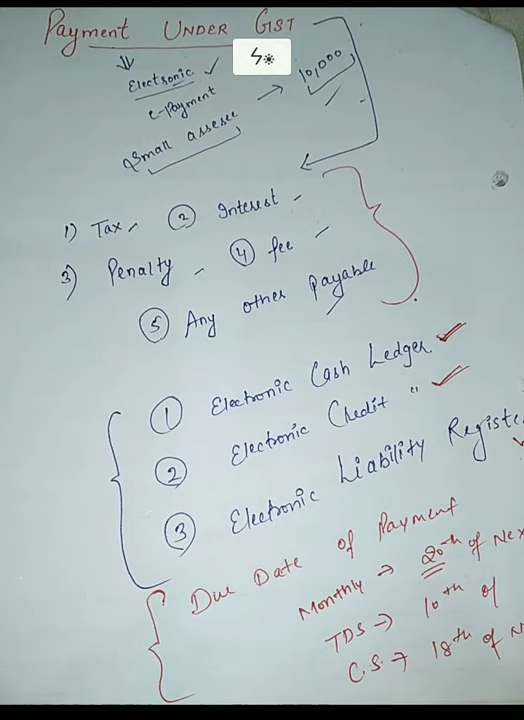 Payment Under GST
Electronic
e-Payment
Small assesee → 10,000
1) Tax ② Interest
3) Penalty ④ fee
⑤ Any other payable
① Electronic Cash Ledger
② Electronic Credit "
③ Electronic Liability Registe
Due Date of Payment
Monthly → 20th of Nex
TDS → 10th of
C.S. → 18th of